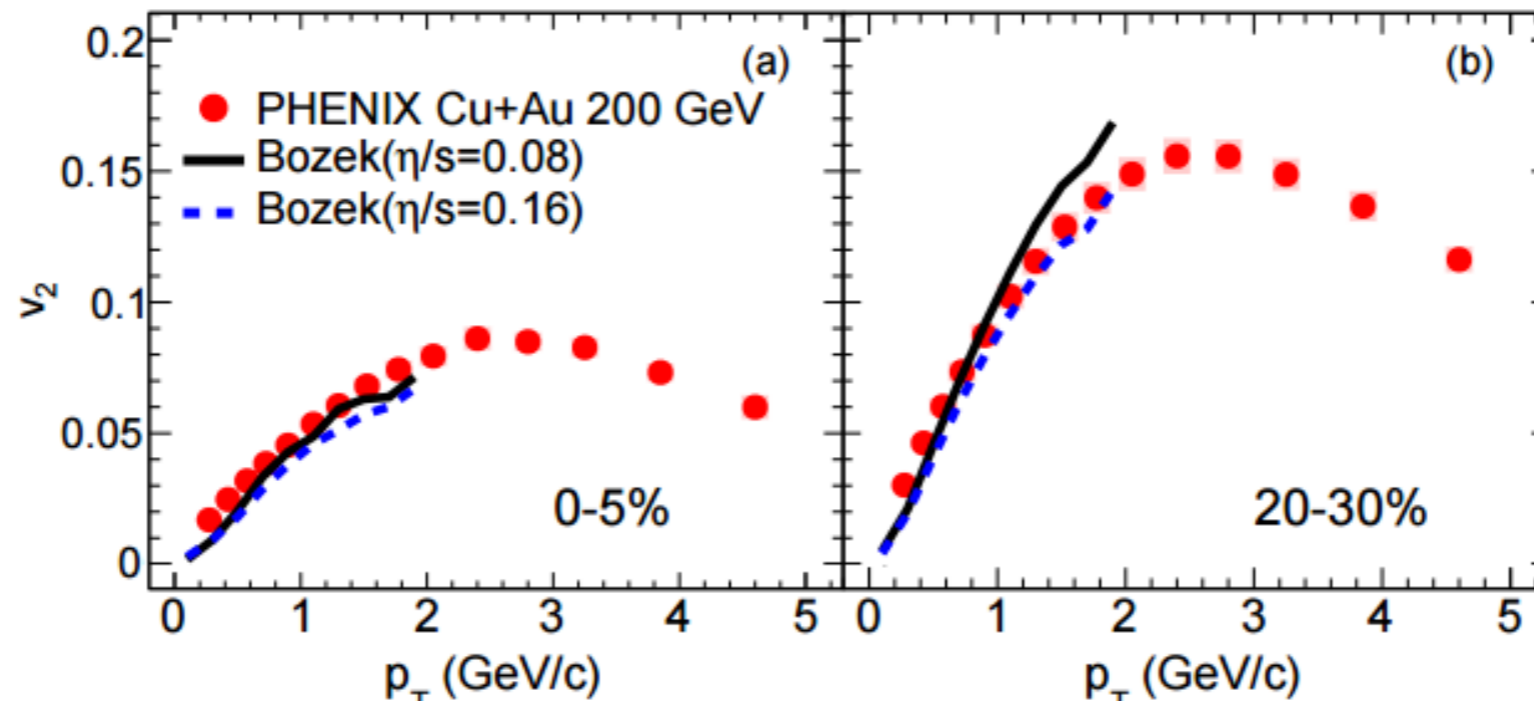 0.2
0.15
0.1
0.05
0
v₂
(a)
PHENIX Cu+Au 200 GeV
Bozek(η/s=0.08)
Bozek(η/s=0.16)
0-5%
0 1 2 3 4 5
p_T (GeV/c)
(b)
20-30%
0 1 2 3 4 5
p_T (GeV/c)